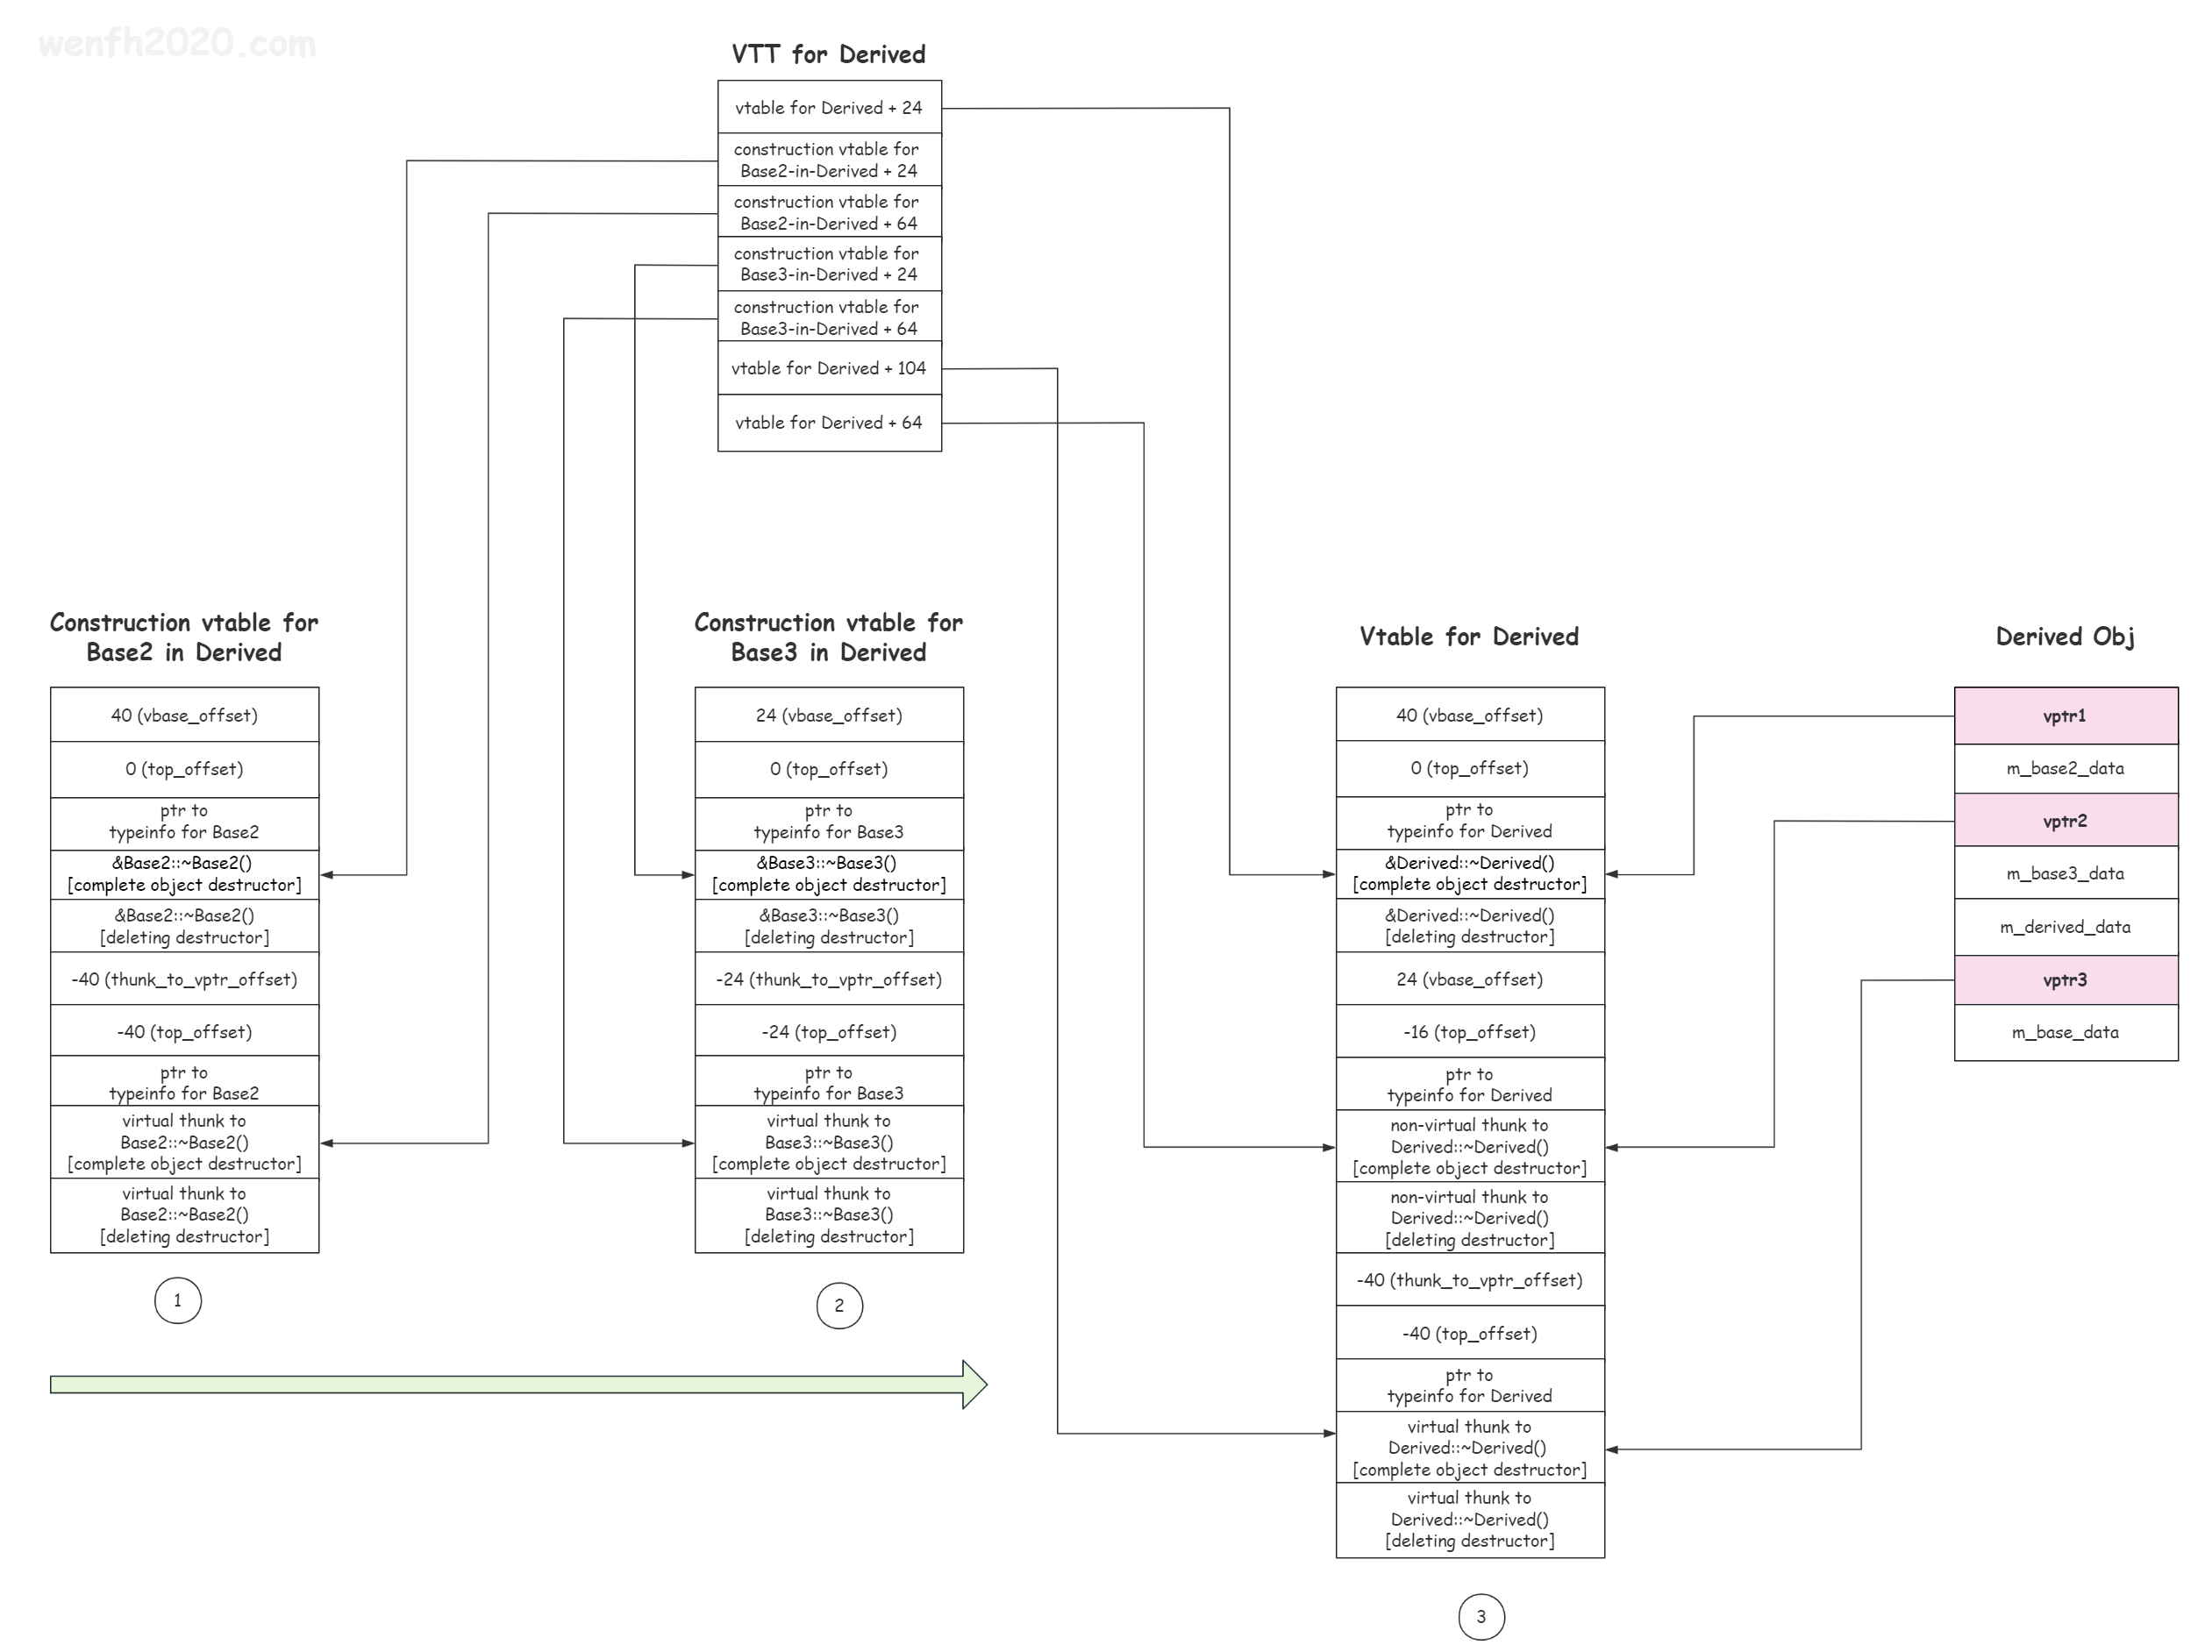 wenfh2020.com
VTT for Derived
vtable for Derived + 24
construction vtable for
Base2-in-Derived + 24
construction vtable for
Base2-in-Derived + 64
construction vtable for
Base3-in-Derived + 24
construction vtable for
Base3-in-Derived + 64
vtable for Derived + 104
vtable for Derived + 64
Construction vtable for
Base2 in Derived
40 (vbase_offset)
0 (top_offset)
ptr to
typeinfo for Base2
&Base2::~Base2()
[complete object destructor]
&Base2::~Base2()
[deleting destructor]
-40 (thunk_to_vptr_offset)
-40 (top_offset)
ptr to
typeinfo for Base2
virtual thunk to
Base2::~Base2()
[complete object destructor]
virtual thunk to
Base2::~Base2()
[deleting destructor]
1
Construction vtable for
Base3 in Derived
24 (vbase_offset)
0 (top_offset)
ptr to
typeinfo for Base3
&Base3::~Base3()
[complete object destructor]
&Base3::~Base3()
[deleting destructor]
-24 (thunk_to_vptr_offset)
-24 (top_offset)
ptr to
typeinfo for Base3
virtual thunk to
Base3::~Base3()
[complete object destructor]
virtual thunk to
Base3::~Base3()
[deleting destructor]
2
Vtable for Derived
40 (vbase_offset)
0 (top_offset)
ptr to
typeinfo for Derived
&Derived::~Derived()
[complete object destructor]
&Derived::~Derived()
[deleting destructor]
24 (vbase_offset)
-16 (top_offset)
ptr to
typeinfo for Derived
non-virtual thunk to
Derived::~Derived()
[complete object destructor]
non-virtual thunk to
Derived::~Derived()
[deleting destructor]
-40 (thunk_to_vptr_offset)
-40 (top_offset)
ptr to
typeinfo for Derived
virtual thunk to
Derived::~Derived()
[complete object destructor]
virtual thunk to
Derived::~Derived()
[deleting destructor]
3
Derived Obj
vptr1
m_base2_data
vptr2
m_base3_data
m_derived_data
vptr3
m_base_data